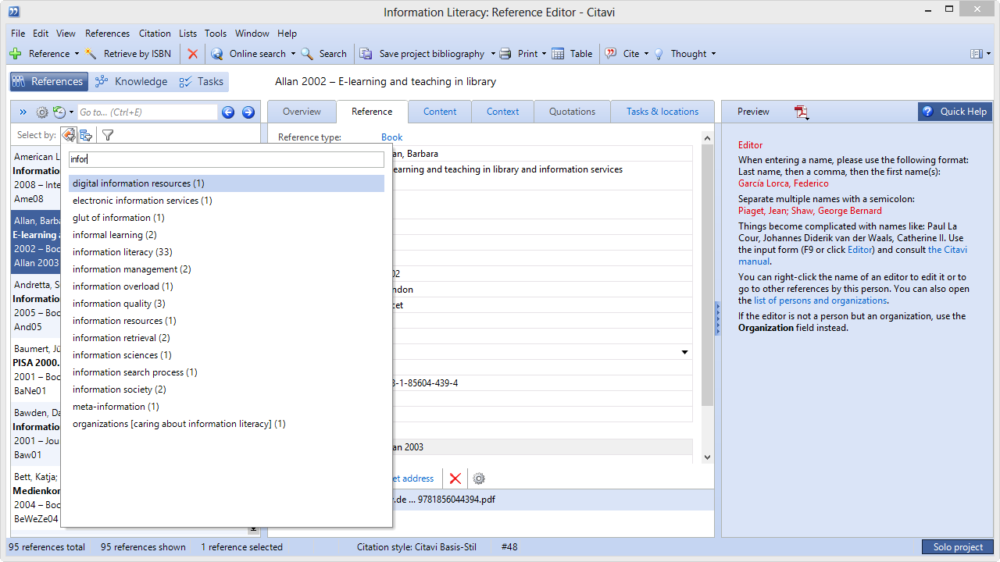 Information Literacy: Reference Editor - Citavi
File Edit View References Citation Lists Tools Window Help
Reference Retrieve by ISBN Online search Search Save project bibliography Print Table Cite Thought
References Knowledge Tasks
Allan 2002 – E-learning and teaching in library
Go to... (Ctrl+E)
Overview Reference Content Context Quotations Tasks & locations
Preview
Quick Help
Select by:
Reference type: Book
American L
Information
2008 – Inte
Ame08
Allan, Barba
E-learning a
2002 – Boo
Allan 2003
Andretta, S
Information
2005 – Boo
And05
Baumert, Jü
PISA 2000.
2001 – Boo
BaNe01
Bawden, Da
Information
2001 – Jou
Baw01
Bett, Katja;
Medienkon
2004 – Boo
BeWeZe04
infor
digital information resources (1)
electronic information services (1)
glut of information (1)
informal learning (2)
information literacy (33)
information management (2)
information overload (1)
information quality (3)
information resources (1)
information retrieval (2)
information sciences (1)
information search process (1)
information society (2)
meta-information (1)
organizations [caring about information literacy] (1)
an, Barbara
earning and teaching in library and information services
02
ndon
cet
3-1-85604-439-4
an 2003
et address
.de ... 9781856044394.pdf
Editor
When entering a name, please use the following format:
Last name, then a comma, then the first name(s):
García Lorca, Federico
Separate multiple names with a semicolon:
Piaget, Jean; Shaw, George Bernard
Things become complicated with names like: Paul La
Cour, Johannes Diderik van der Waals, Catherine II. Use
the input form (F9 or click Editor) and consult the Citavi
manual.
You can right-click the name of an editor to edit it or to
go to other references by this person. You can also open
the list of persons and organizations.
If the editor is not a person but an organization, use the
Organization field instead.
95 references total 95 references shown 1 reference selected Citation style: Citavi Basis-Stil #48
Solo project